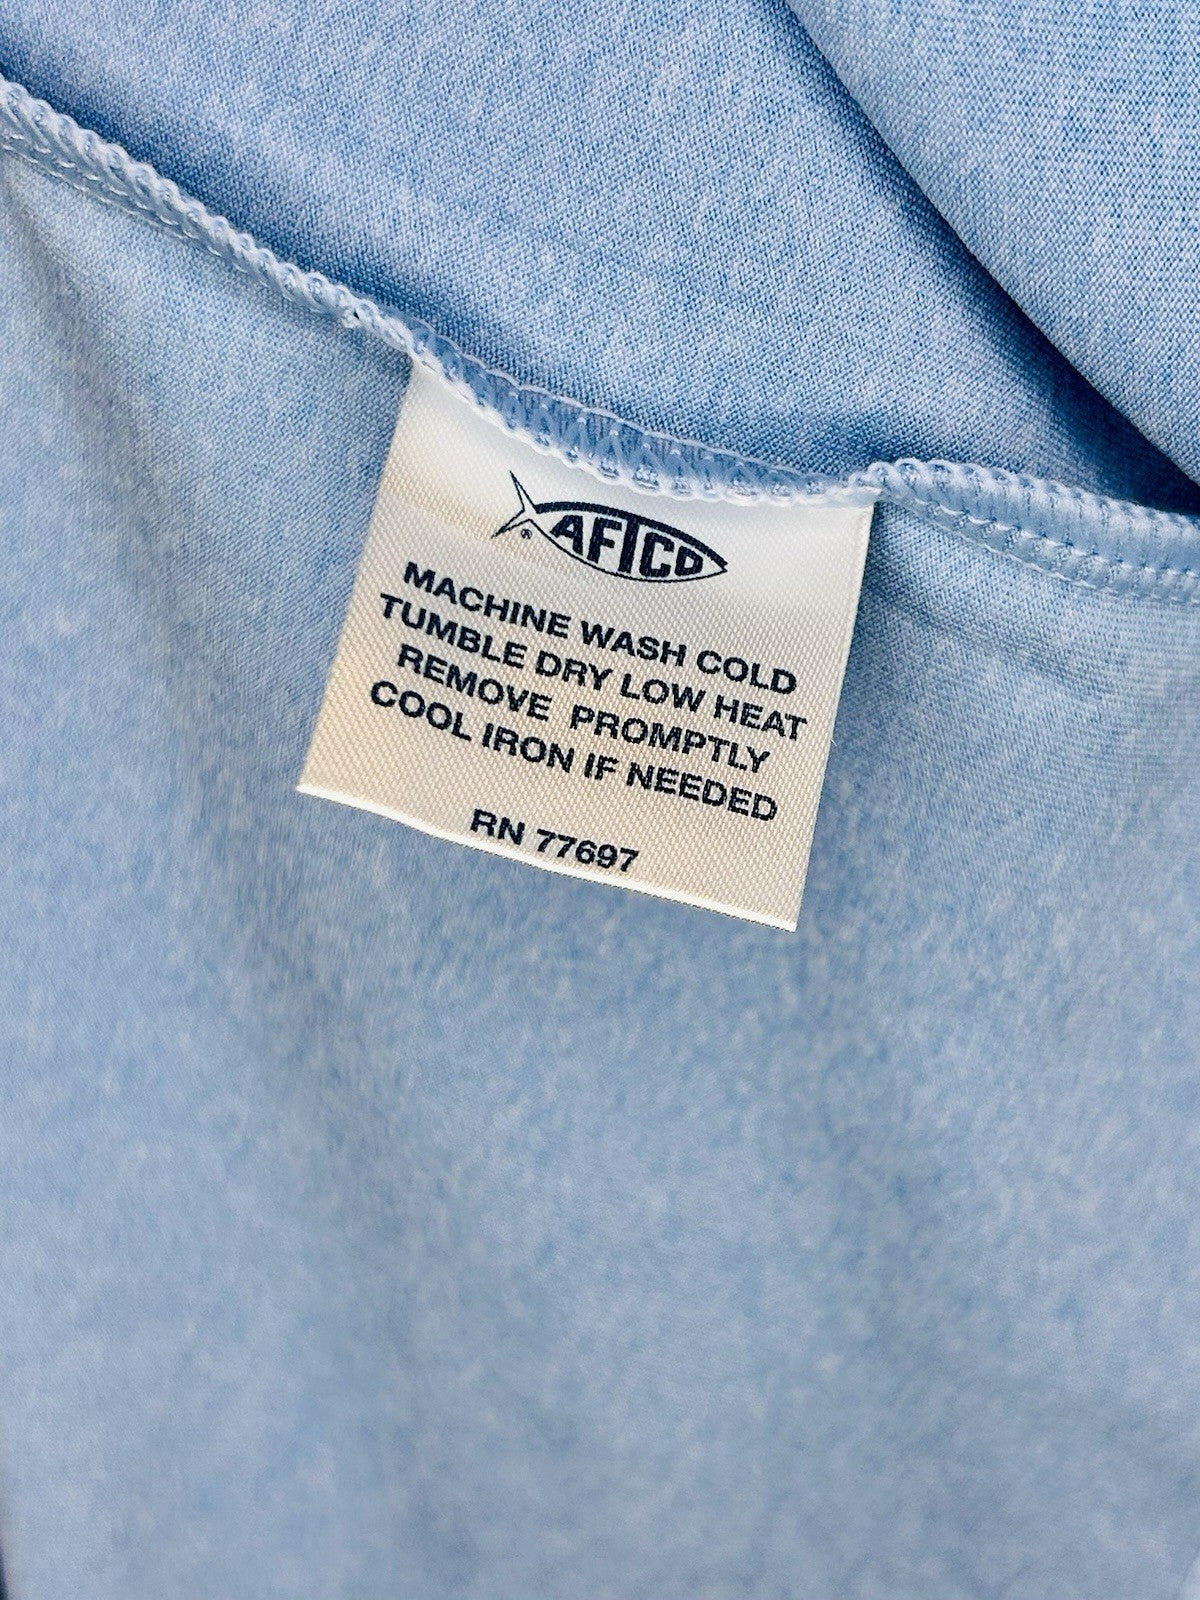 AFTCO®
MACHINE WASH COLD
TUMBLE DRY LOW HEAT
REMOVE PROMPTLY
COOL IRON IF NEEDED
RN 77697